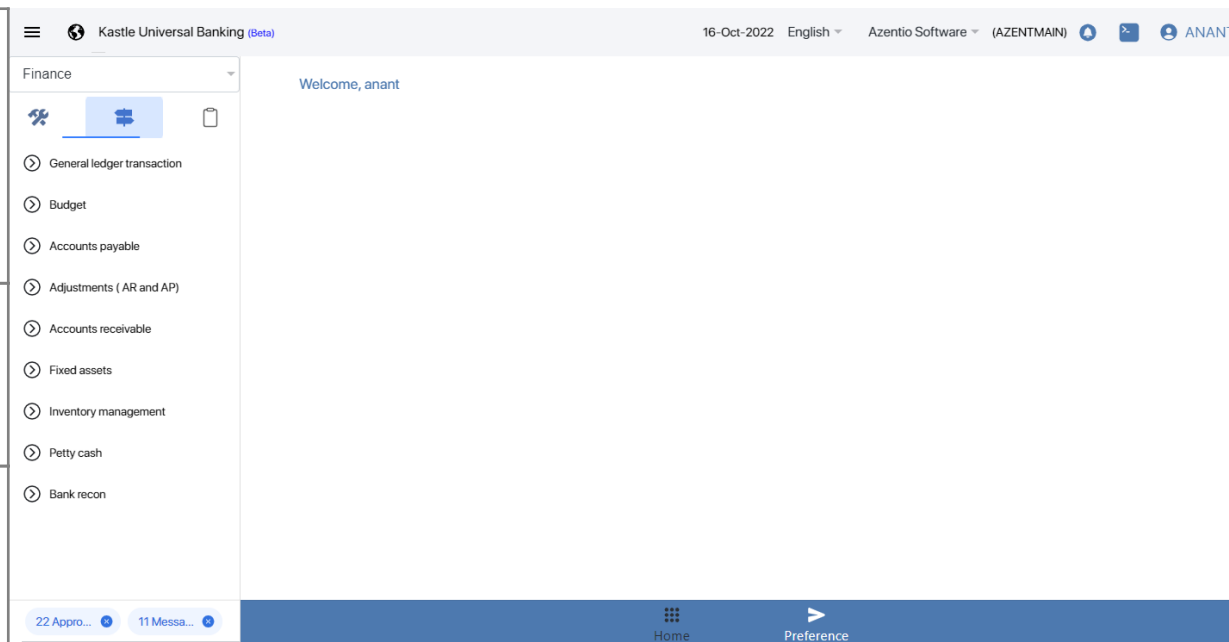 Kastle Universal Banking (Beta)
16-Oct-2022 English Azentio Software (AZENTMAIN) ANANT
Finance
Welcome, anant
General ledger transaction
Budget
Accounts payable
Adjustments ( AR and AP)
Accounts receivable
Fixed assets
Inventory management
Petty cash
Bank recon
22 Appro... 11 Messa...
Home Preference